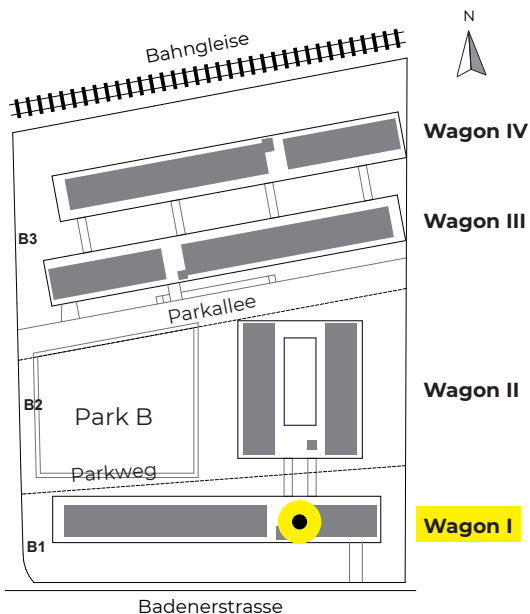 N
Bahngleise
Wagon IV
Wagon III
B3
Parkallee
Wagon II
B2
Park B
Parkweg
Wagon I
B1
Badenerstrasse